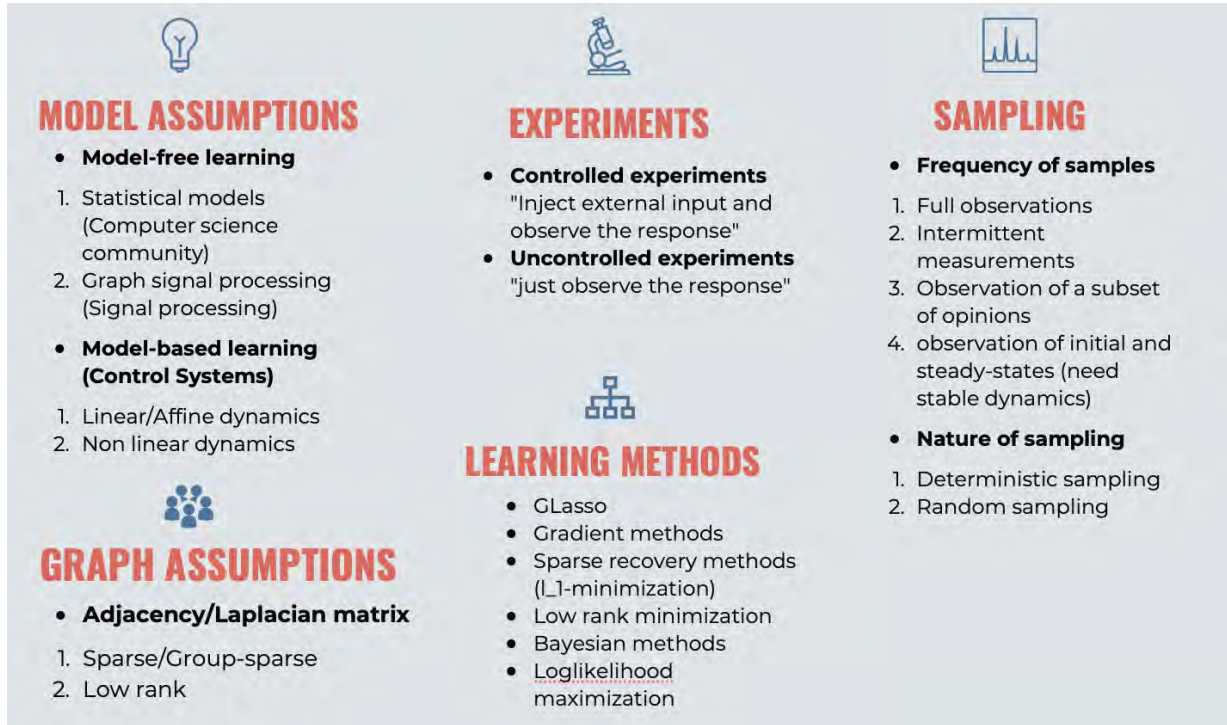 MODEL ASSUMPTIONS
• Model-free learning
1. Statistical models
(Computer science
community)
2. Graph signal processing
(Signal processing)
• Model-based learning
(Control Systems)
1. Linear/Affine dynamics
2. Non linear dynamics
GRAPH ASSUMPTIONS
• Adjacency/Laplacian matrix
1. Sparse/Group-sparse
2. Low rank
EXPERIMENTS
• Controlled experiments
"Inject external input and
observe the response"
• Uncontrolled experiments
"just observe the response"
LEARNING METHODS
• GLasso
• Gradient methods
• Sparse recovery methods
(l_1-minimization)
• Low rank minimization
• Bayesian methods
• Loglikelihood
maximization
SAMPLING
• Frequency of samples
1. Full observations
2. Intermittent
measurements
3. Observation of a subset
of opinions
4. observation of initial and
steady-states (need
stable dynamics)
• Nature of sampling
1. Deterministic sampling
2. Random sampling